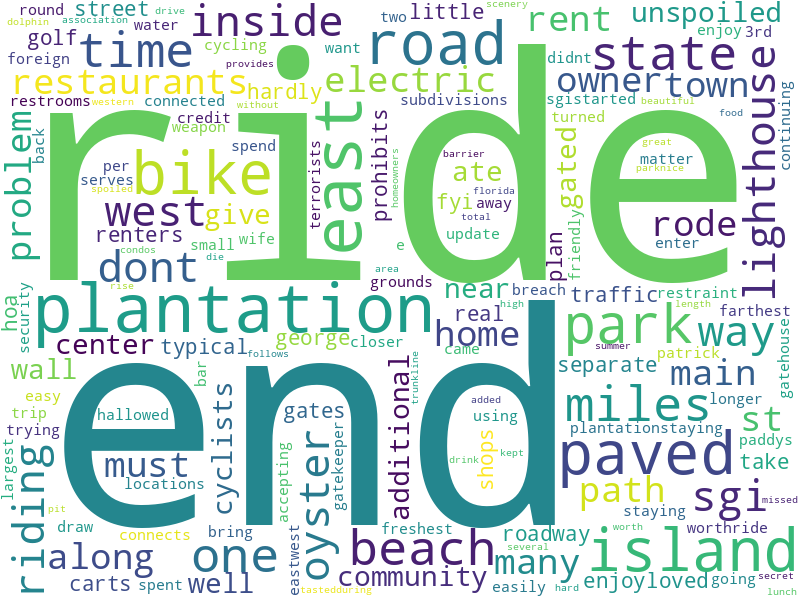 round street
dolphin association drive
water
inside
two little
scenery
rent
unspoiled
golf time
foreign
cycling
road
want
enjoy 3rd
state
didnt
restaurants
hardly
electric
owner town
restrooms western connected
provides
without
subdivisions
sgistarted
beautiful
food
continuing
problem
back
ride
credit
weapon
spend
east
prohibits
barrier
turned
great
parknice
matter
lighthouse
per
serves
bike
spoiled
terrorists
homeowners
ate
florida
gated
west give
fyi away
total
rode
renters
small wife
update
plan
friendly
enter
condos
die
e
area
dont
rise
grounds
near
breach traffic restraint
length
hoa
security
plantation
high
real
farthest
center typical
george closer
home
came
park way
summer
patrick
gatehouse
follows
wall
bar
trunkline
separate main
easy
trip
trying
hallowed
end
cyclists
gates
gatekeeper
additional
added
using
kept
drink
shops
miles longer
st
plantationstaying
paddys
largest
riding
must
locations
accepting
oyster
paved
take
pit
draw
connects
bring
freshest
several
path
staying
sgi
missed
worthride
along
one
eastwest
beach
roadway
many
worth
island
carts spent well
tastedduring
community
easily hard
enjoyloved going
secret
lunch